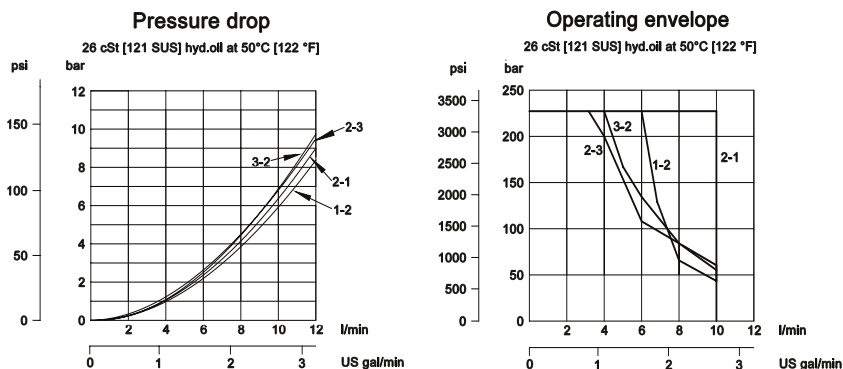 Pressure drop
26 cSt [121 SUS] hyd.oil at 50°C [122 °F]
psi
bar
12
10
8
6
4
2
0
150
100
50
0
2-3
3-2
2-1
1-2
2 4 6 8 10 12 l/min
0 1 2 3 US gal/min
Operating envelope
26 cSt [121 SUS] hyd.oil at 50°C [122 °F]
psi
bar
3500
3000
2500
2000
1500
1000
500
0
250
200
150
100
50
0
3-2
2-3
1-2
2-1
2 4 6 8 10 12 l/min
0 1 2 3 US gal/min